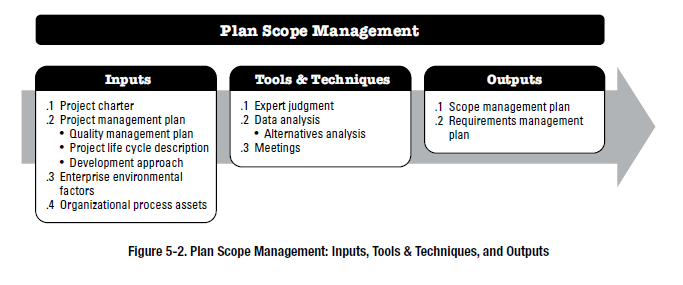 Plan Scope Management
Inputs
.1 Project charter
.2 Project management plan
• Quality management plan
• Project life cycle description
• Development approach
.3 Enterprise environmental
factors
.4 Organizational process assets
Tools & Techniques
.1 Expert judgment
.2 Data analysis
• Alternatives analysis
.3 Meetings
Outputs
.1 Scope management plan
.2 Requirements management
plan
Figure 5-2. Plan Scope Management: Inputs, Tools & Techniques, and Outputs